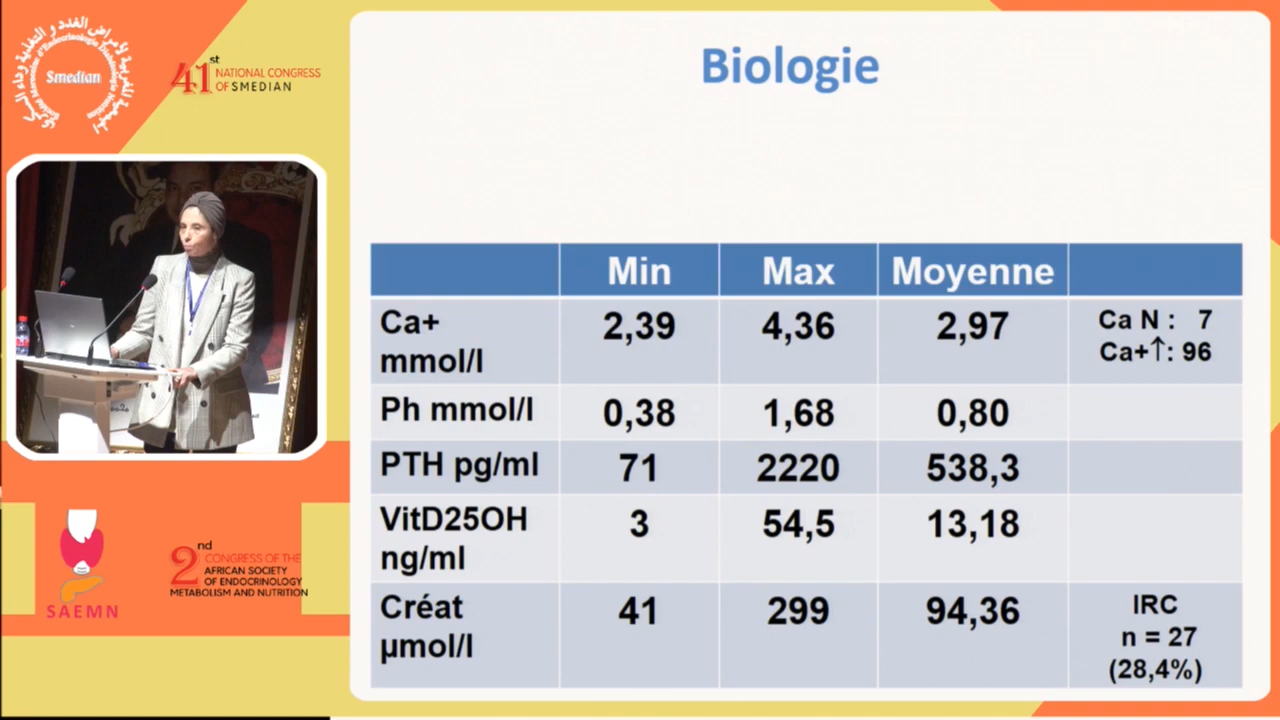 Smedian
41st NATIONAL CONGRESS
OF SMEDIAN
Biologie
Min Max Moyenne
Ca+ mmol/l 2,39 4,36 2,97 Ca N : 7 Ca+↑: 96
Ph mmol/l 0,38 1,68 0,80
PTH pg/ml 71 2220 538,3
VitD25OH ng/ml 3 54,5 13,18
Créat µmol/l 41 299 94,36 IRC n = 27 (28,4%)
SAEMN
2nd CONGRESS OF THE
AFRICAN SOCIETY
OF ENDOCRINOLOGY
METABOLISM AND NUTRITION